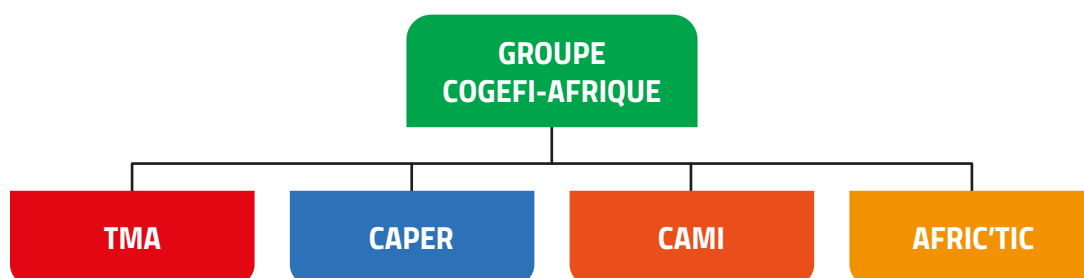 GROUPE
COGEFI-AFRIQUE
TMA
CAPER
CAMI
AFRIC'TIC